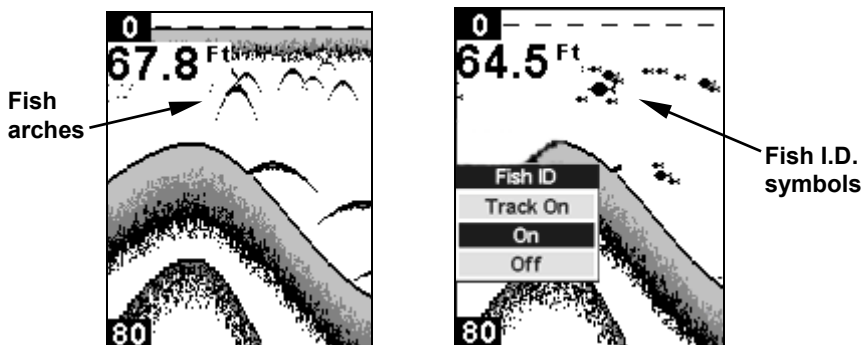 0
67.8 Ft
Fish
arches
80
0
64.5 Ft
Fish ID
Track On
On
Off
80
Fish I.D.
symbols